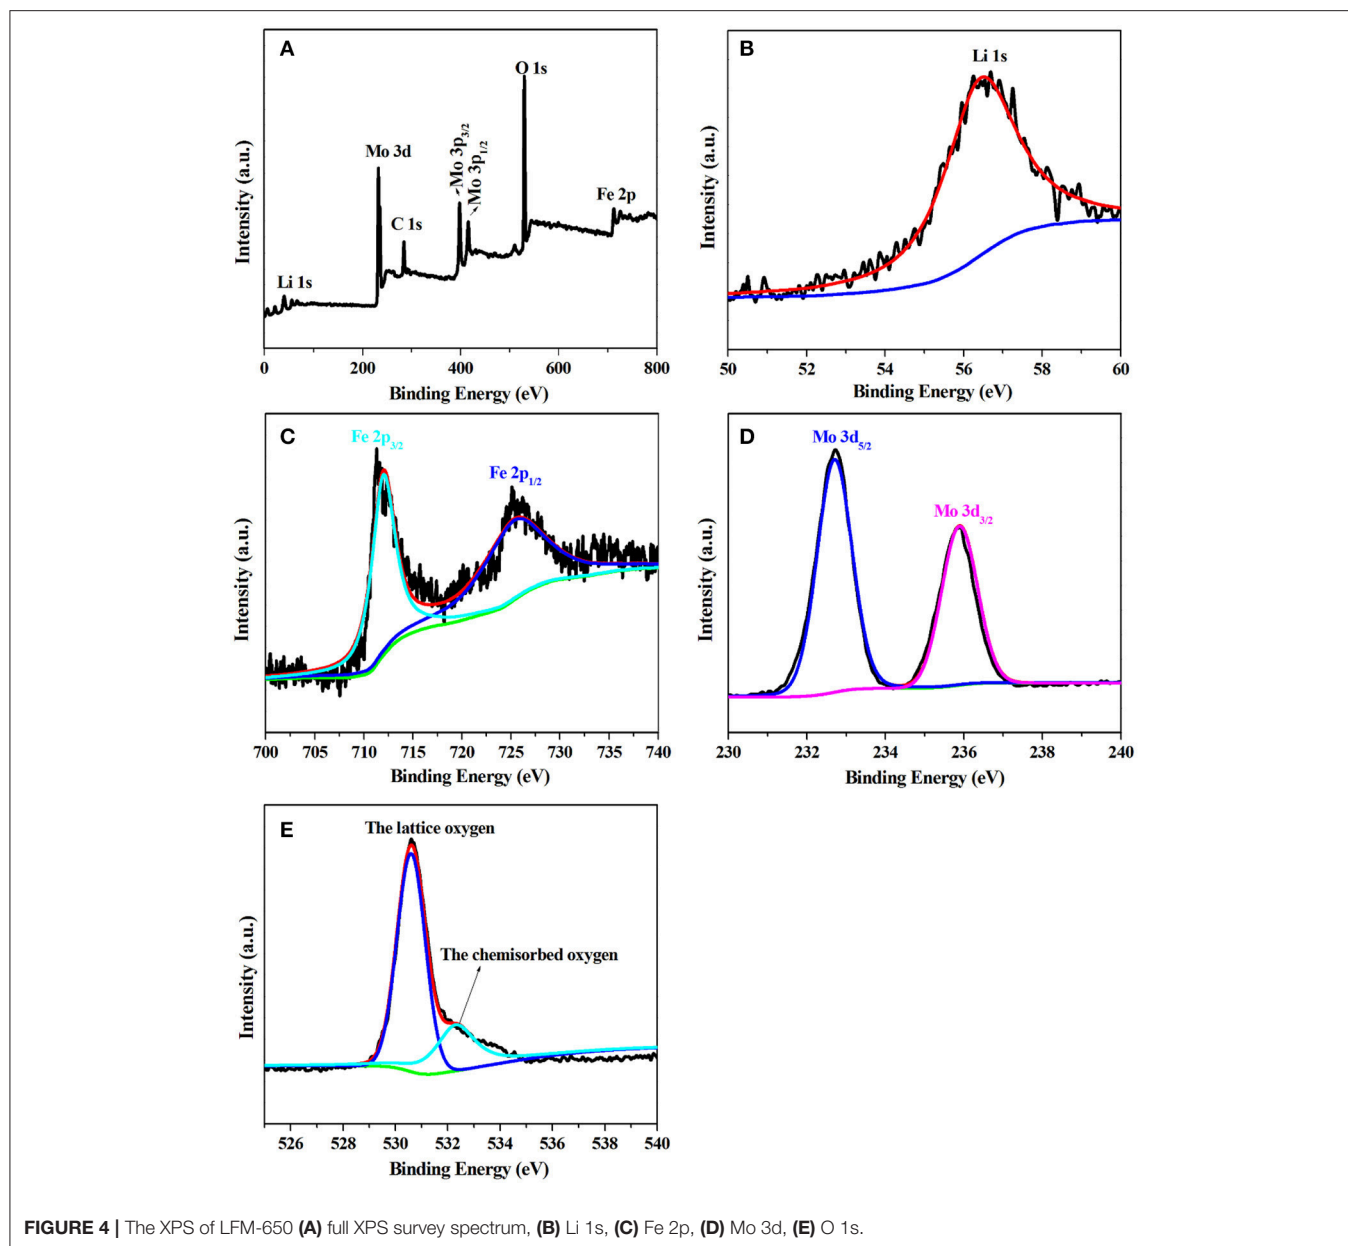 A
Intensity (a.u.)
Li 1s
Mo 3d
C 1s
Mo 3p3/2
Mo 3p1/2
O 1s
Fe 2p
0 200 400 600 800
Binding Energy (eV)
B
Intensity (a.u.)
Li 1s
50 52 54 56 58 60
Binding Energy (eV)
C
Intensity (a.u.)
Fe 2p3/2
Fe 2p1/2
700 705 710 715 720 725 730 735 740
Binding Energy (eV)
D
Intensity (a.u.)
Mo 3d5/2
Mo 3d3/2
230 232 234 236 238 240
Binding Energy (eV)
E
Intensity (a.u.)
The lattice oxygen
The chemisorbed oxygen
526 528 530 532 534 536 538 540
Binding Energy (eV)
FIGURE 4 | The XPS of LFM-650 (A) full XPS survey spectrum, (B) Li 1s, (C) Fe 2p, (D) Mo 3d, (E) O 1s.